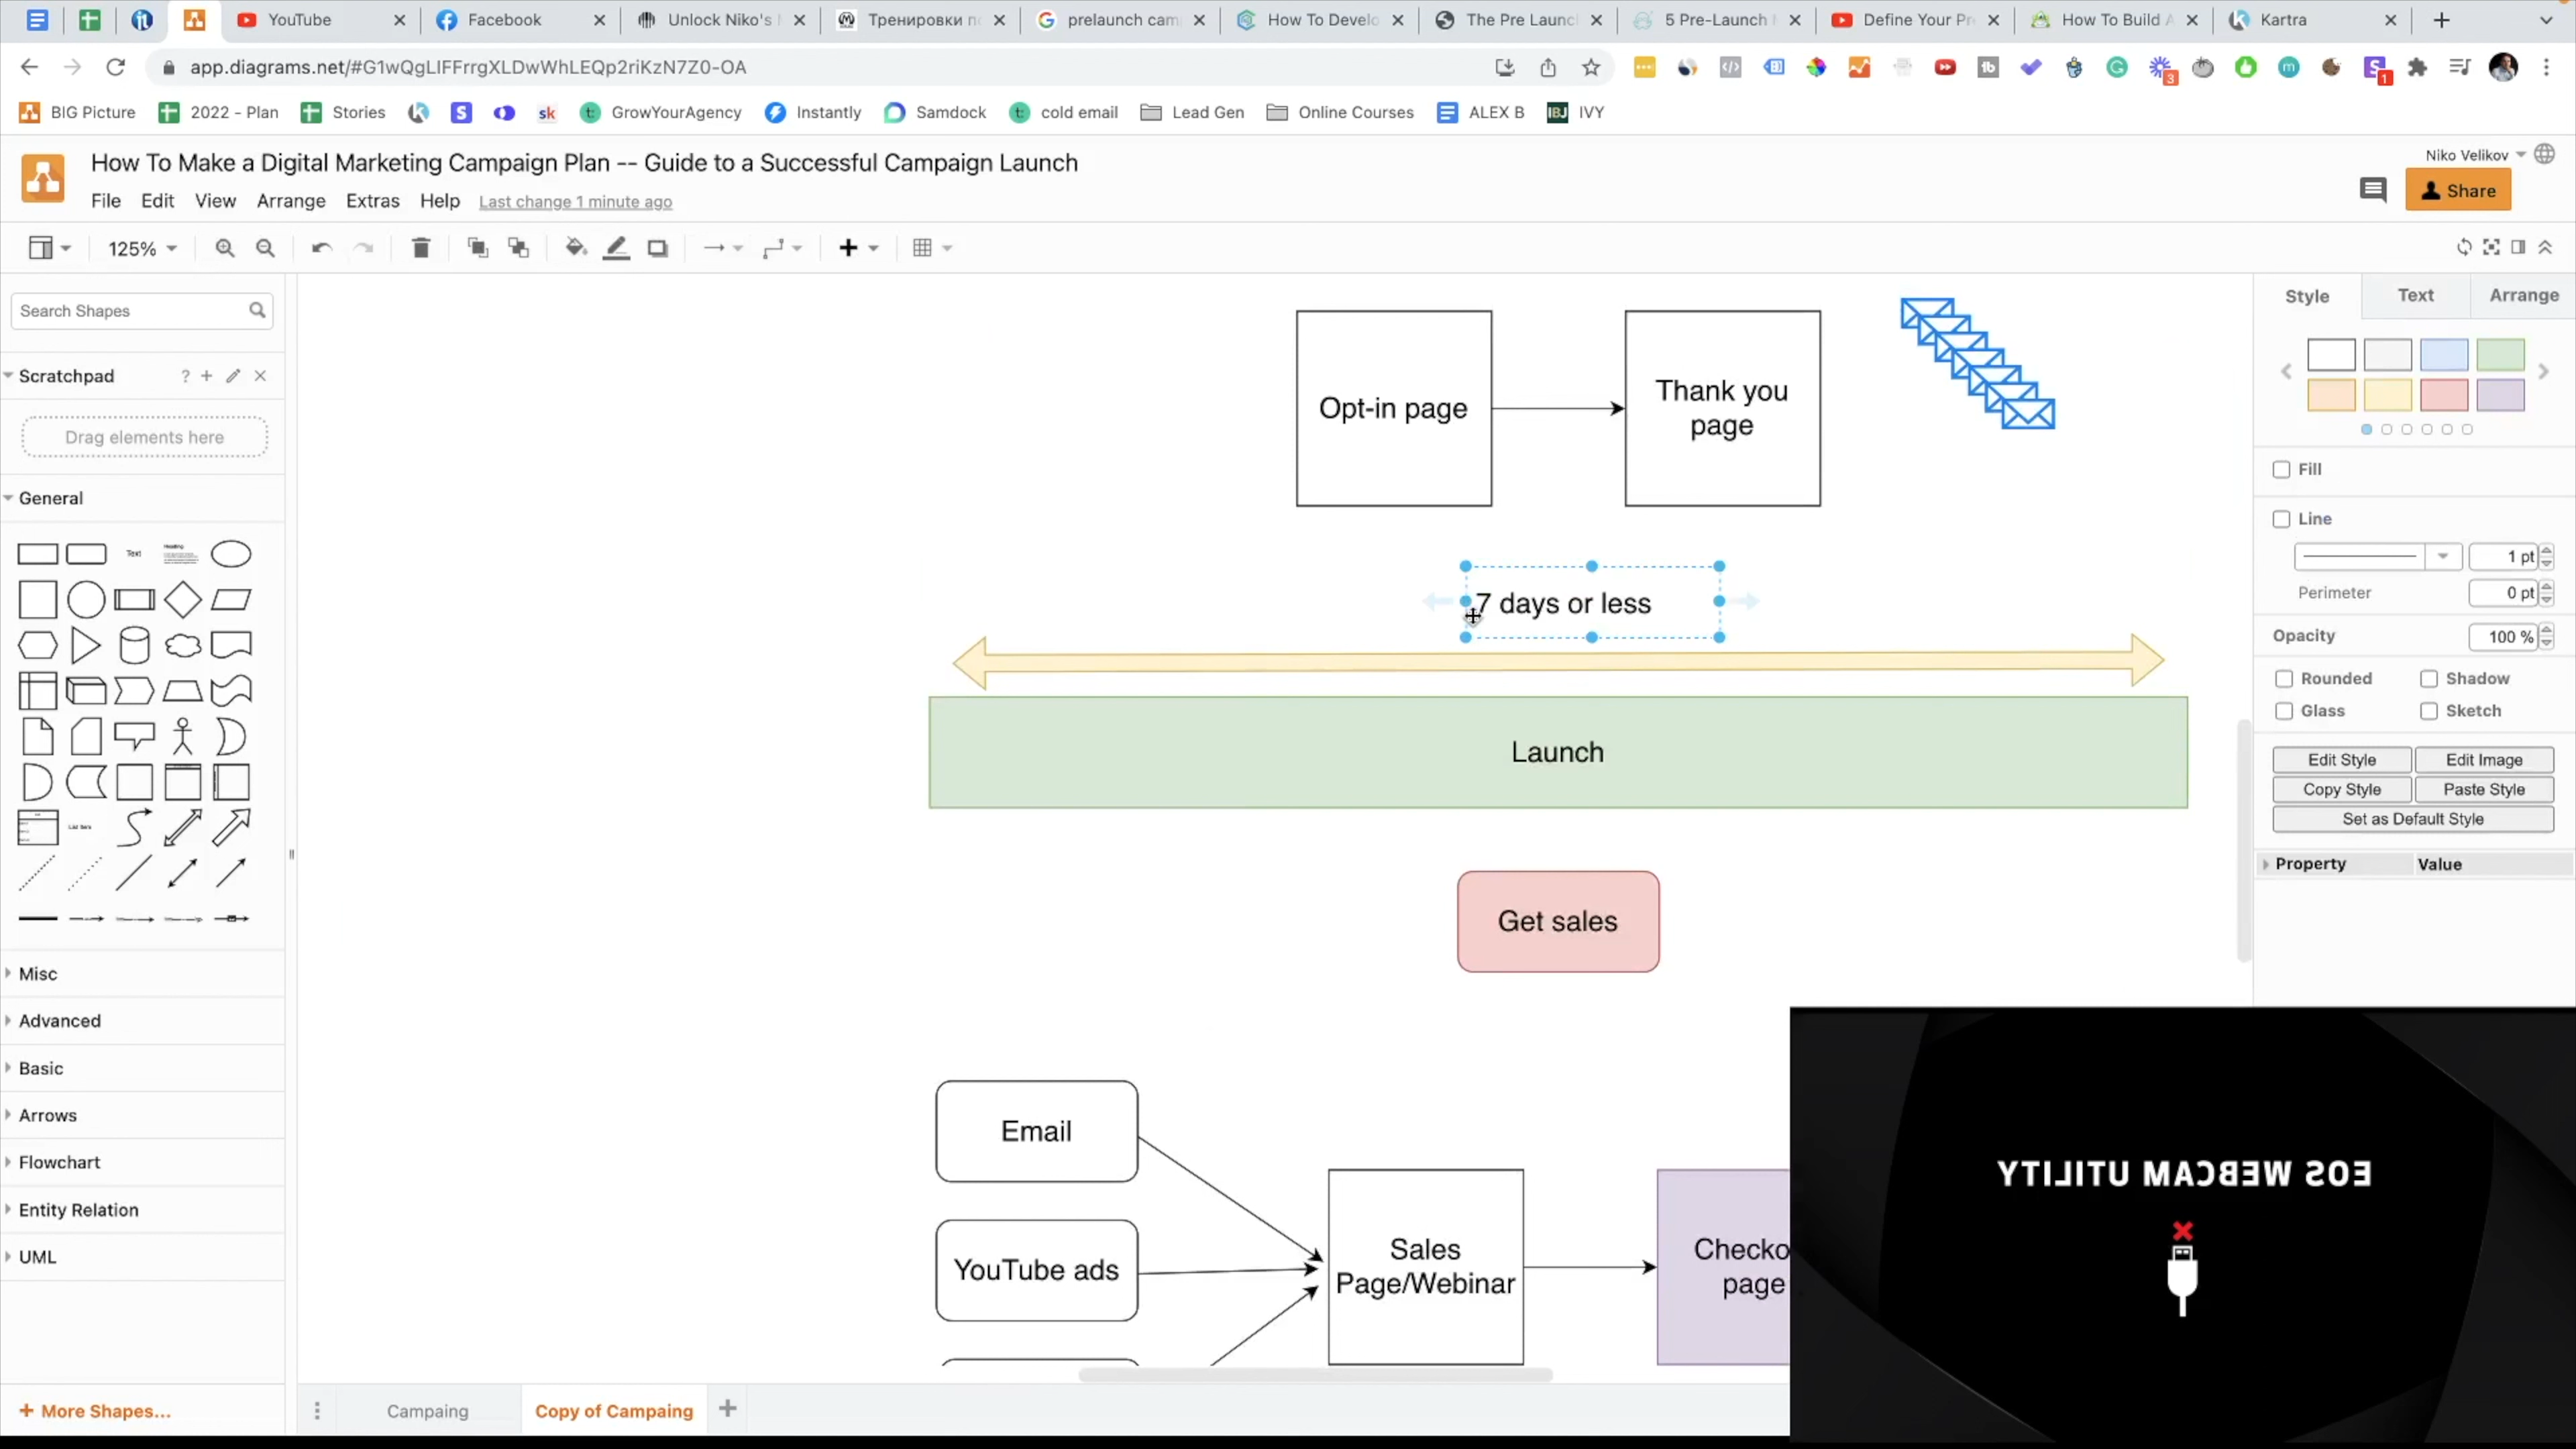 YouTube
Facebook
Unlock Niko's
Тренировки п
prelaunch cam
How To Develo
The Pre Launc
5 Pre-Launch
Define Your Pr
How To Build A
Kartra
app.diagrams.net/#G1wQgLIFFrrgXLDwWhLEQp2riKzN7Z0-OA
BIG Picture
2022 - Plan
Stories
sk
GrowYourAgency
Instantly
Samdock
cold email
Lead Gen
Online Courses
ALEX B
IBJ
IVY
How To Make a Digital Marketing Campaign Plan -- Guide to a Successful Campaign Launch
Niko Velikov
File Edit View Arrange Extras Help Last change 1 minute ago
Share
125%
Search Shapes
Scratchpad
Drag elements here
General
Text
Heading
List Item
Misc
Advanced
Basic
Arrows
Flowchart
Entity Relation
UML
+ More Shapes...
Opt-in page
Thank you
page
7 days or less
Launch
Get sales
Email
YouTube ads
Sales
Page/Webinar
Checko
page
Campaing
Copy of Campaing
Style
Text
Arrange
Fill
Line
1 pt
Perimeter
0 pt
Opacity
100 %
Rounded
Shadow
Glass
Sketch
Edit Style
Edit Image
Copy Style
Paste Style
Set as Default Style
Property
Value
EOS WEBCAM UTILITY